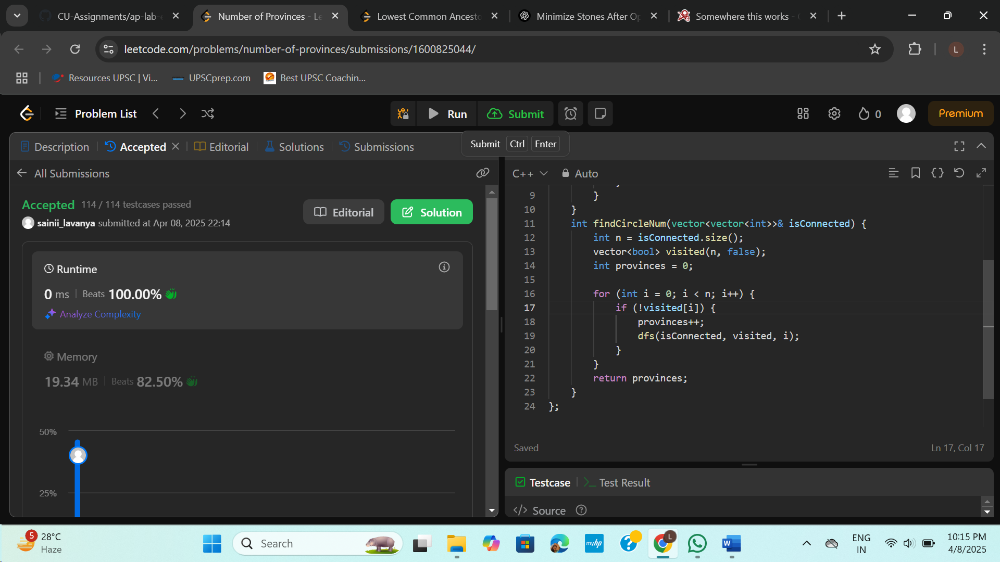 CU-Assignments/ap-lab-
Number of Provinces - Le
Lowest Common Ancesto
Minimize Stones After Op
Somewhere this works -
leetcode.com/problems/number-of-provinces/submissions/1600825044/
L
Resources UPSC | Vi...
UPSCprep.com
Best UPSC Coachin...
Problem List
Run
Submit
0
Premium
Description
Accepted
Editorial
Solutions
Submissions
Submit Ctrl Enter
All Submissions
C++
Auto
Accepted 114 / 114 testcases passed
sainii_lavanya submitted at Apr 08, 2025 22:14
Editorial
Solution
Runtime
0 ms | Beats 100.00%
Analyze Complexity
Memory
19.34 MB | Beats 82.50%
50%
25%
9 }
10 }
11 int findCircleNum(vector<vector<int>>& isConnected) {
12 int n = isConnected.size();
13 vector<bool> visited(n, false);
14 int provinces = 0;
15
16 for (int i = 0; i < n; i++) {
17 if (!visited[i]) {
18 provinces++;
19 dfs(isConnected, visited, i);
20 }
21 }
22 return provinces;
23 }
24 };
Saved
Ln 17, Col 17
Testcase
Test Result
</> Source
5
28°C
Haze
Search
myhp
L
W
ENG
IN
10:15 PM
4/8/2025